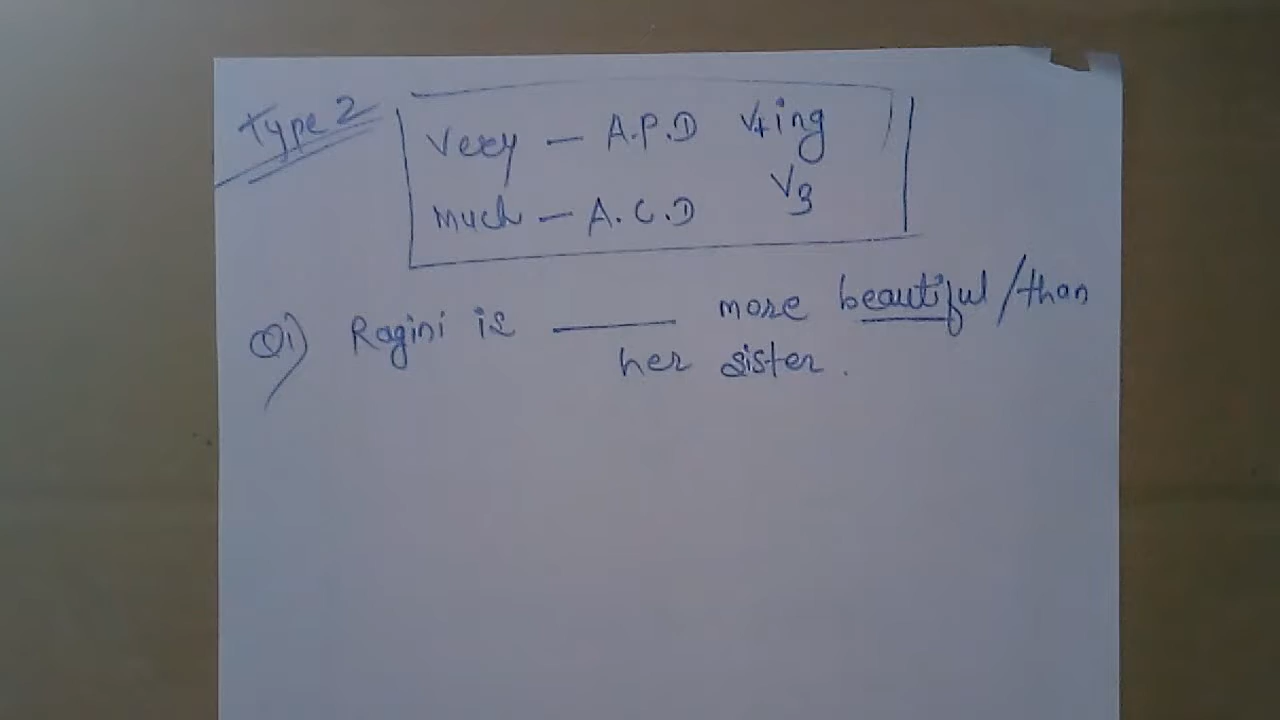 Type 2
Very — A.P.D V+ing
Much — A.C.D V3
Q1) Ragini is ______ more beautiful / than
her sister.